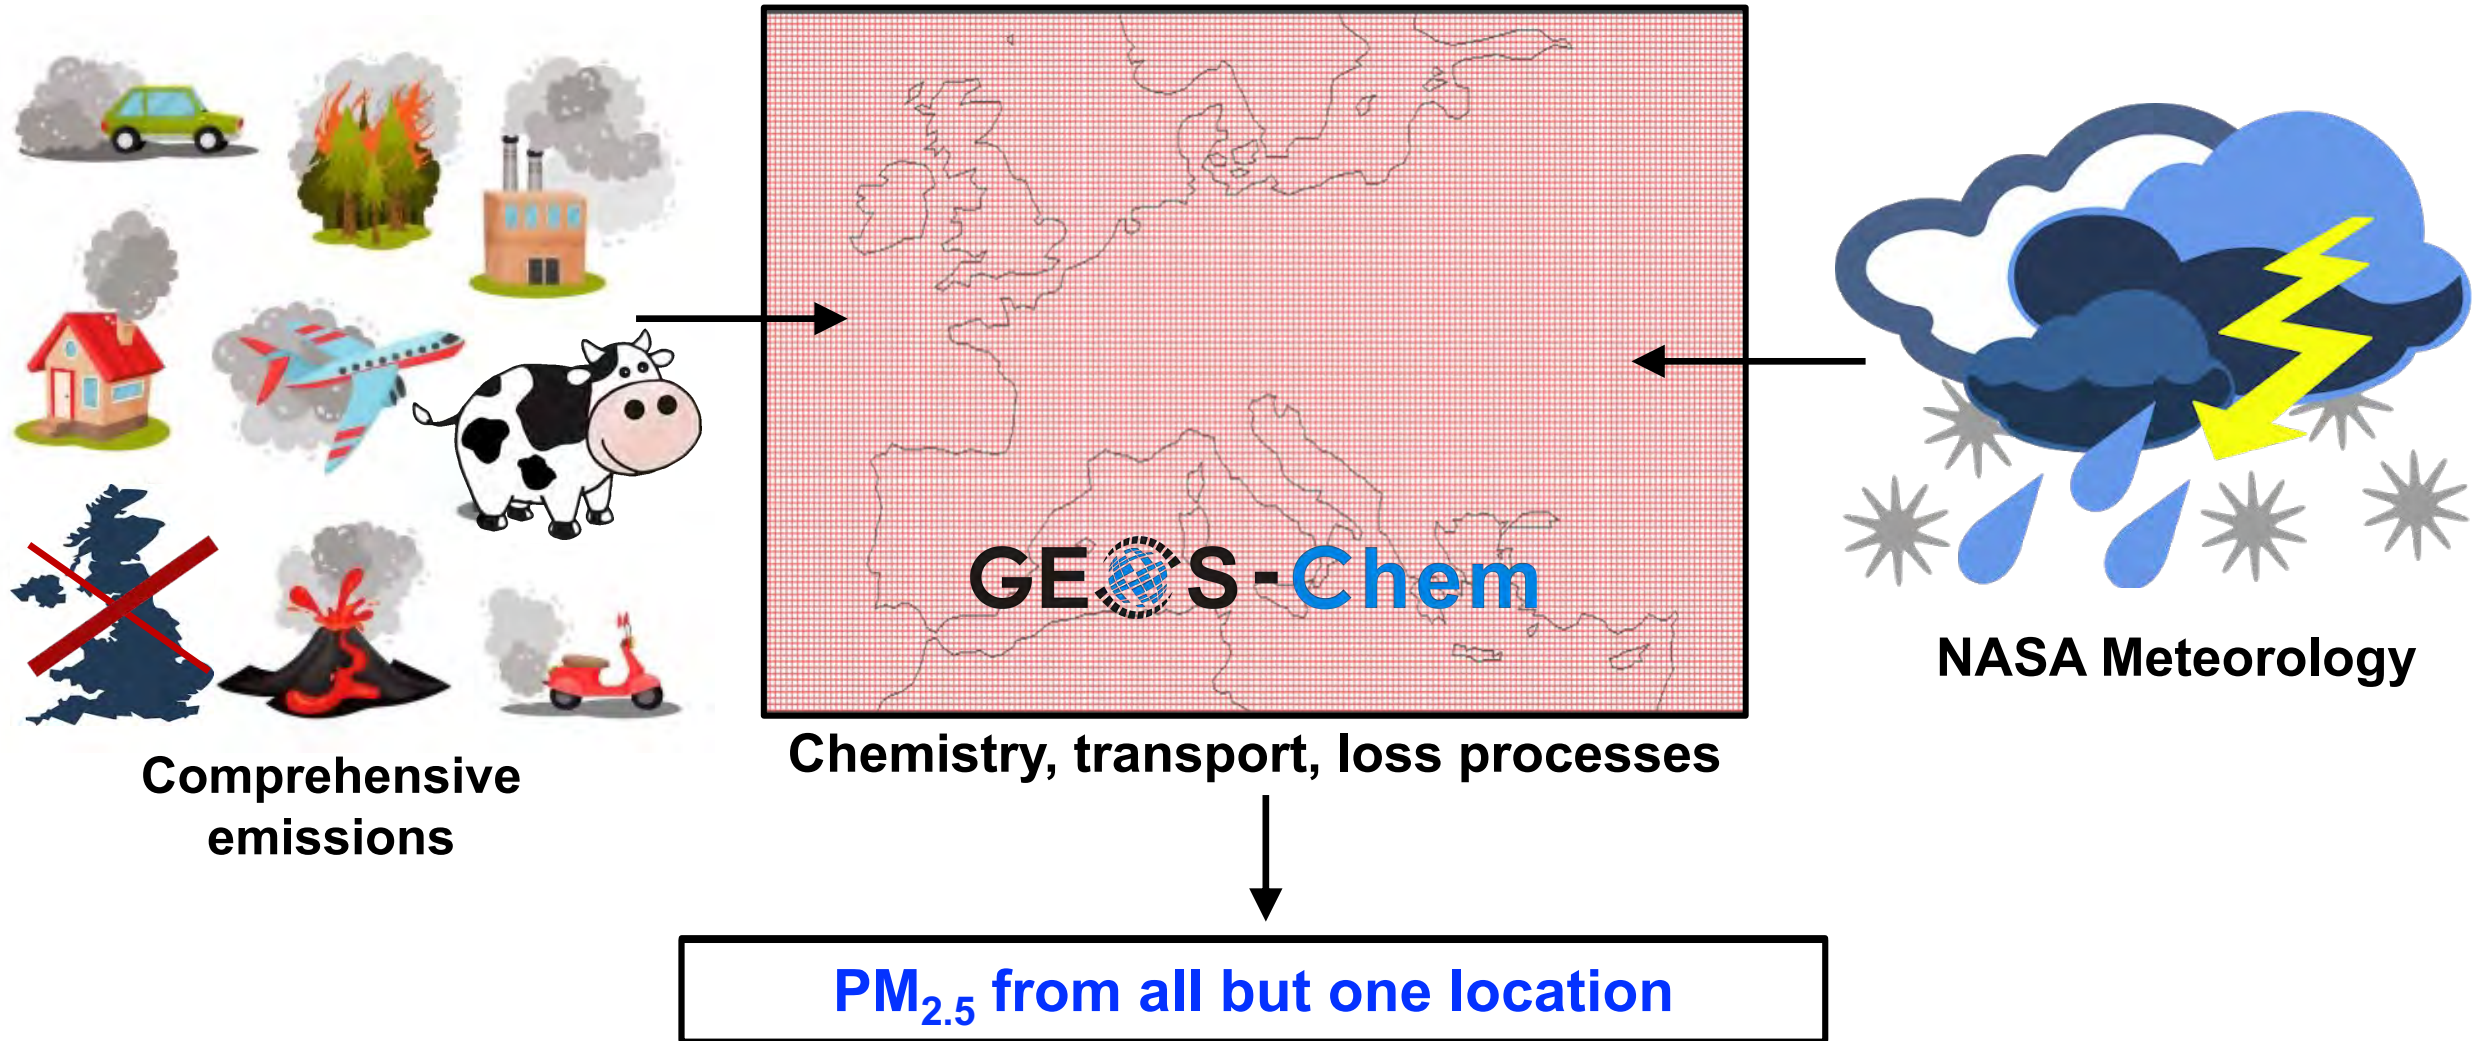 GEOS-Chem
Chemistry, transport, loss processes
NASA Meteorology
Comprehensive
emissions
PM2.5 from all but one location